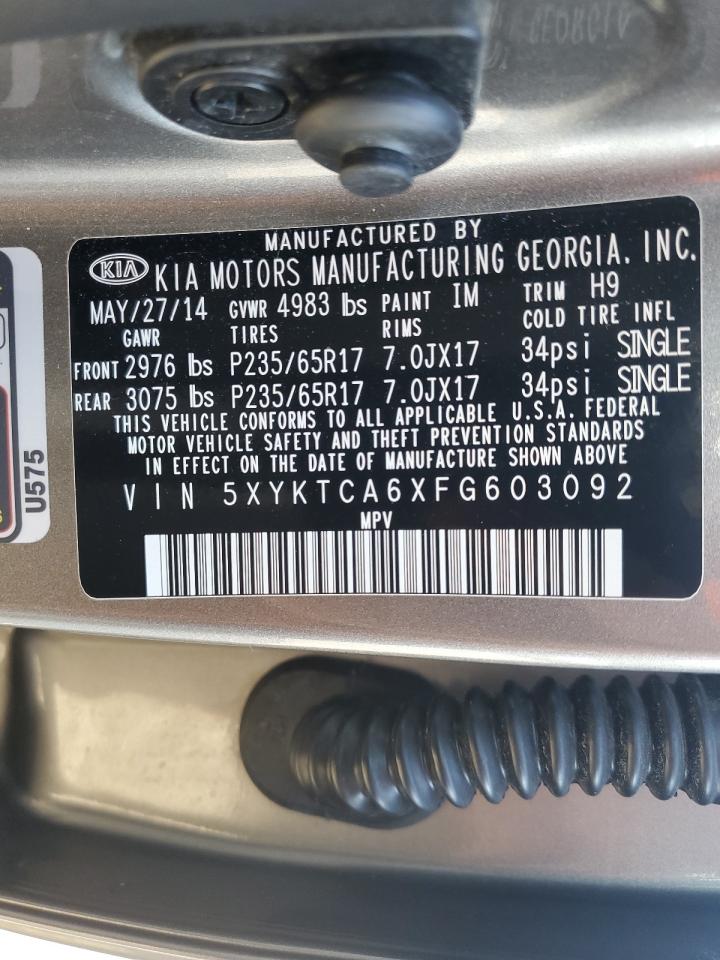 MANUFACTURED BY
KIA KIA MOTORS MANUFACTURING GEORGIA, INC.
MAY/27/14 GVWR 4983 lbs PAINT IM TRIM H9
GAWR TIRES RIMS COLD TIRE INFL
FRONT 2976 lbs P235/65R17 7.0JX17 34psi SINGLE
REAR 3075 lbs P235/65R17 7.0JX17 34psi SINGLE
THIS VEHICLE CONFORMS TO ALL APPLICABLE U.S.A. FEDERAL
MOTOR VEHICLE SAFETY AND THEFT PREVENTION STANDARDS
IN EFFECT ON THE DATE OF MANUFACTURE SHOWN ABOVE
VIN 5XYKTCA6XFG603092
MPV
U575